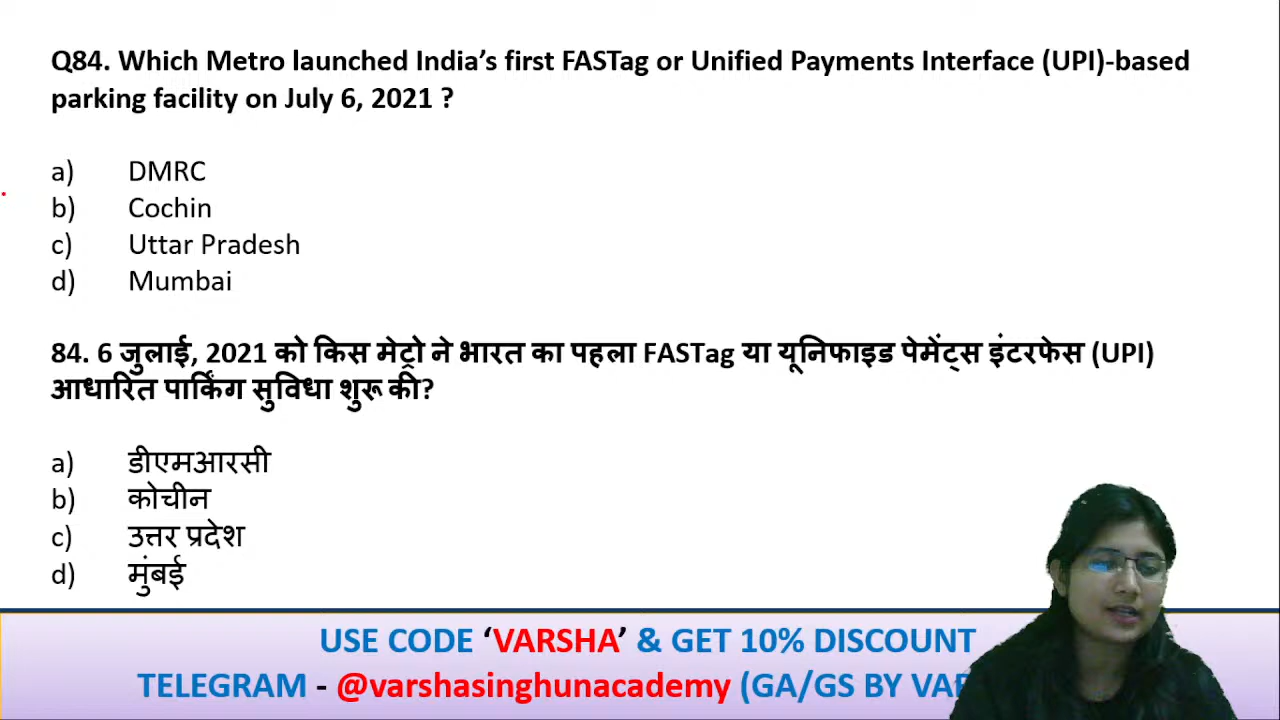 Q84. Which Metro launched India’s first FASTag or Unified Payments Interface (UPI)-based
parking facility on July 6, 2021 ?
a) DMRC
b) Cochin
c) Uttar Pradesh
d) Mumbai
84. 6 जुलाई, 2021 को किस मेट्रो ने भारत का पहला FASTag या यूनिफाइड पेमेंट्स इंटरफेस (UPI)
आधारित पार्किंग सुविधा शुरू की?
a) डीएमआरसी
b) कोचीन
c) उत्तर प्रदेश
d) मुंबई
USE CODE ‘VARSHA’ & GET 10% DISCOUNT
TELEGRAM - @varshasinghunacademy (GA/GS BY